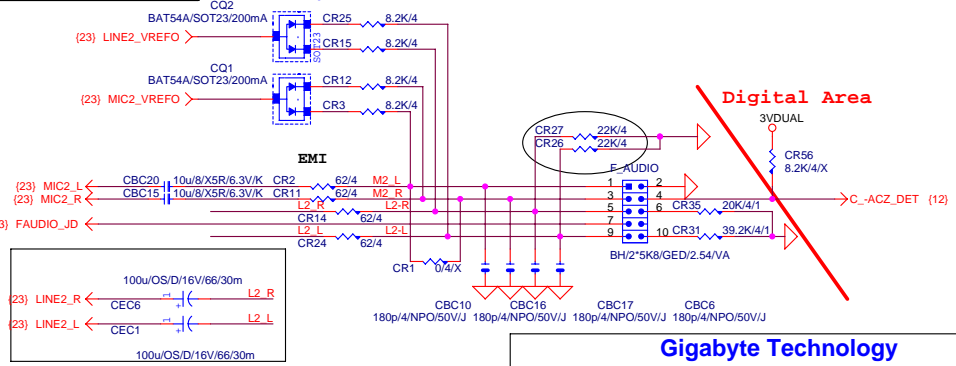 CQ2
BAT54A/SOT23/200mA
CR25 8.2K/4
{23} LINE2_VREFO
CR15 8.2K/4
SOT23
CQ1
BAT54A/SOT23/200mA
CR12 8.2K/4
{23} MIC2_VREFO
CR3 8.2K/4
Digital Area
3VDUAL
CR27 22K/4
CR26 22K/4
CR56
8.2K/4/X
EMI
F_AUDIO
{23} MIC2_L CBC20 10u/8/X5R/6.3V/K CR2 62/4 M2_L 1 2
{23} MIC2_R CBC15 10u/8/X5R/6.3V/K CR11 62/4 M2_R 3 4 C_-ACZ_DET {12}
L2_R L2-R 5 6 CR35 20K/4/1
3} FAUDIO_JD CR14 62/4 7
L2_L L2-L 9 10 CR31 39.2K/4/1
CR24 62/4
BH/2*5K8/GED/2.54/VA
CR1 0/4/X
100u/OS/D/16V/66/30m
{23} LINE2_R 1 L2_R
CEC6 +
{23} LINE2_L 1 L2_L
CEC1 +
100u/OS/D/16V/66/30m
CBC10 CBC16 CBC17 CBC6
180p/4/NPO/50V/J 180p/4/NPO/50V/J 180p/4/NPO/50V/J 180p/4/NPO/50V/J
Gigabyte Technology